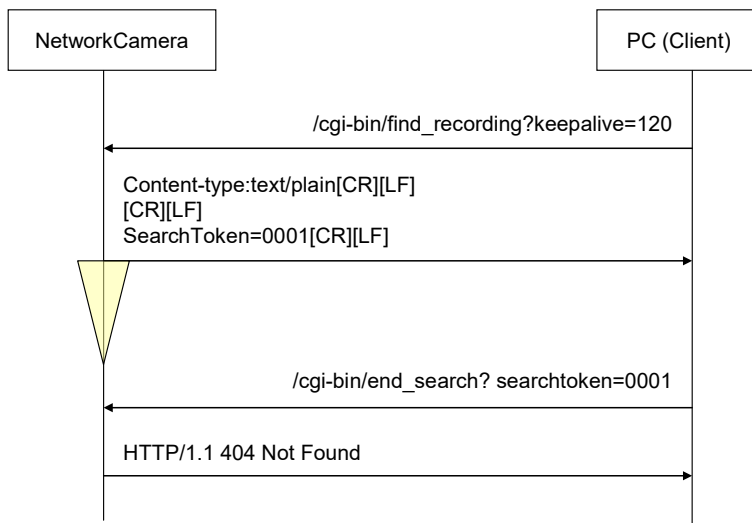 NetworkCamera
PC (Client)
/cgi-bin/find_recording?keepalive=120
Content-type:text/plain[CR][LF]
[CR][LF]
SearchToken=0001[CR][LF]
/cgi-bin/end_search? searchtoken=0001
HTTP/1.1 404 Not Found